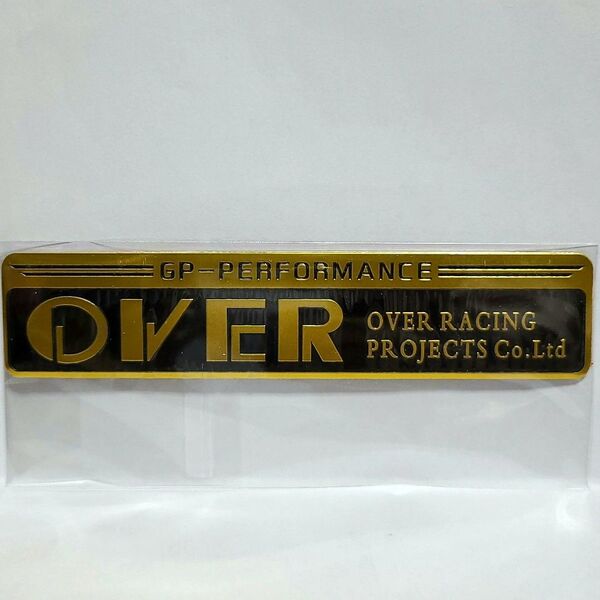 GP-PERFORMANCE
OVER
OVER RACING
PROJECTS Co.Ltd